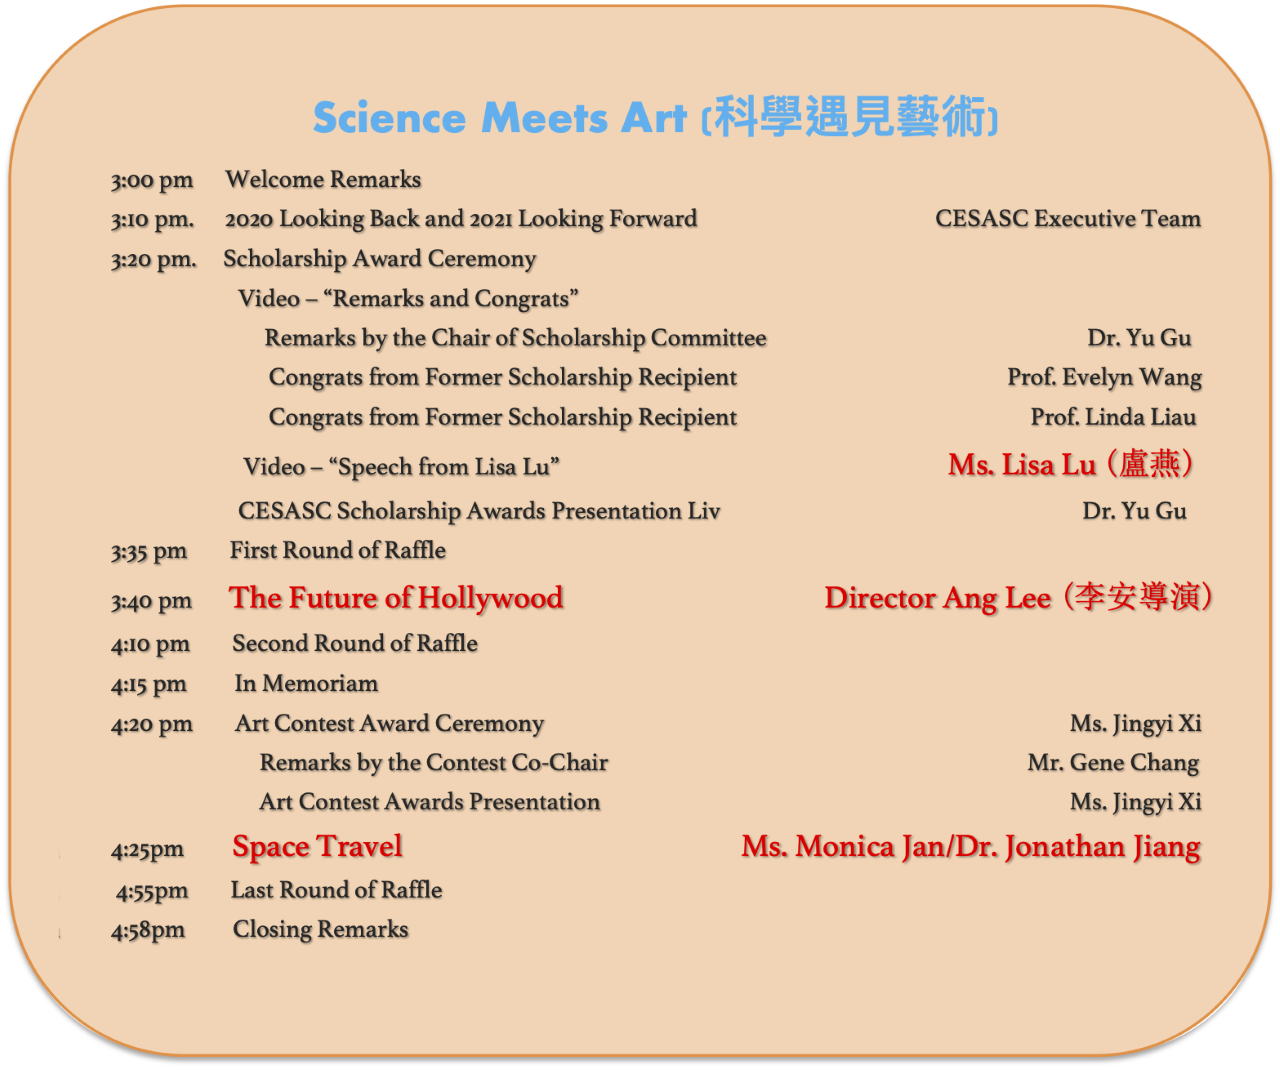 Science Meets Art (科學遇見藝術)
3:00 pm Welcome Remarks
3:10 pm. 2020 Looking Back and 2021 Looking Forward CESASC Executive Team
3:20 pm. Scholarship Award Ceremony
Video – “Remarks and Congrats”
Remarks by the Chair of Scholarship Committee Dr. Yu Gu
Congrats from Former Scholarship Recipient Prof. Evelyn Wang
Congrats from Former Scholarship Recipient Prof. Linda Liau
Video – “Speech from Lisa Lu” Ms. Lisa Lu (盧燕)
CESASC Scholarship Awards Presentation Liv Dr. Yu Gu
3:35 pm First Round of Raffle
3:40 pm The Future of Hollywood Director Ang Lee (李安導演)
4:10 pm Second Round of Raffle
4:15 pm In Memoriam
4:20 pm Art Contest Award Ceremony Ms. Jingyi Xi
Remarks by the Contest Co-Chair Mr. Gene Chang
Art Contest Awards Presentation Ms. Jingyi Xi
4:25pm Space Travel Ms. Monica Jan/Dr. Jonathan Jiang
4:55pm Last Round of Raffle
4:58pm Closing Remarks